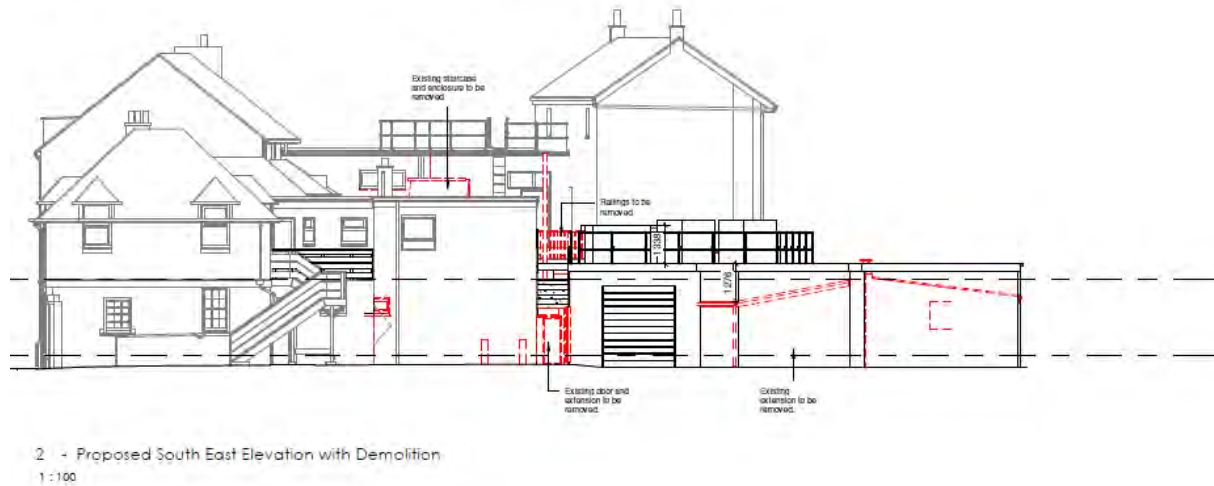 Existing staircase
and enclosure to be
removed.
Railings to be
removed.
1338
1276
Existing door and
extension to be
removed.
Existing
extension to be
removed.
2 - Proposed South East Elevation with Demolition
1 : 100